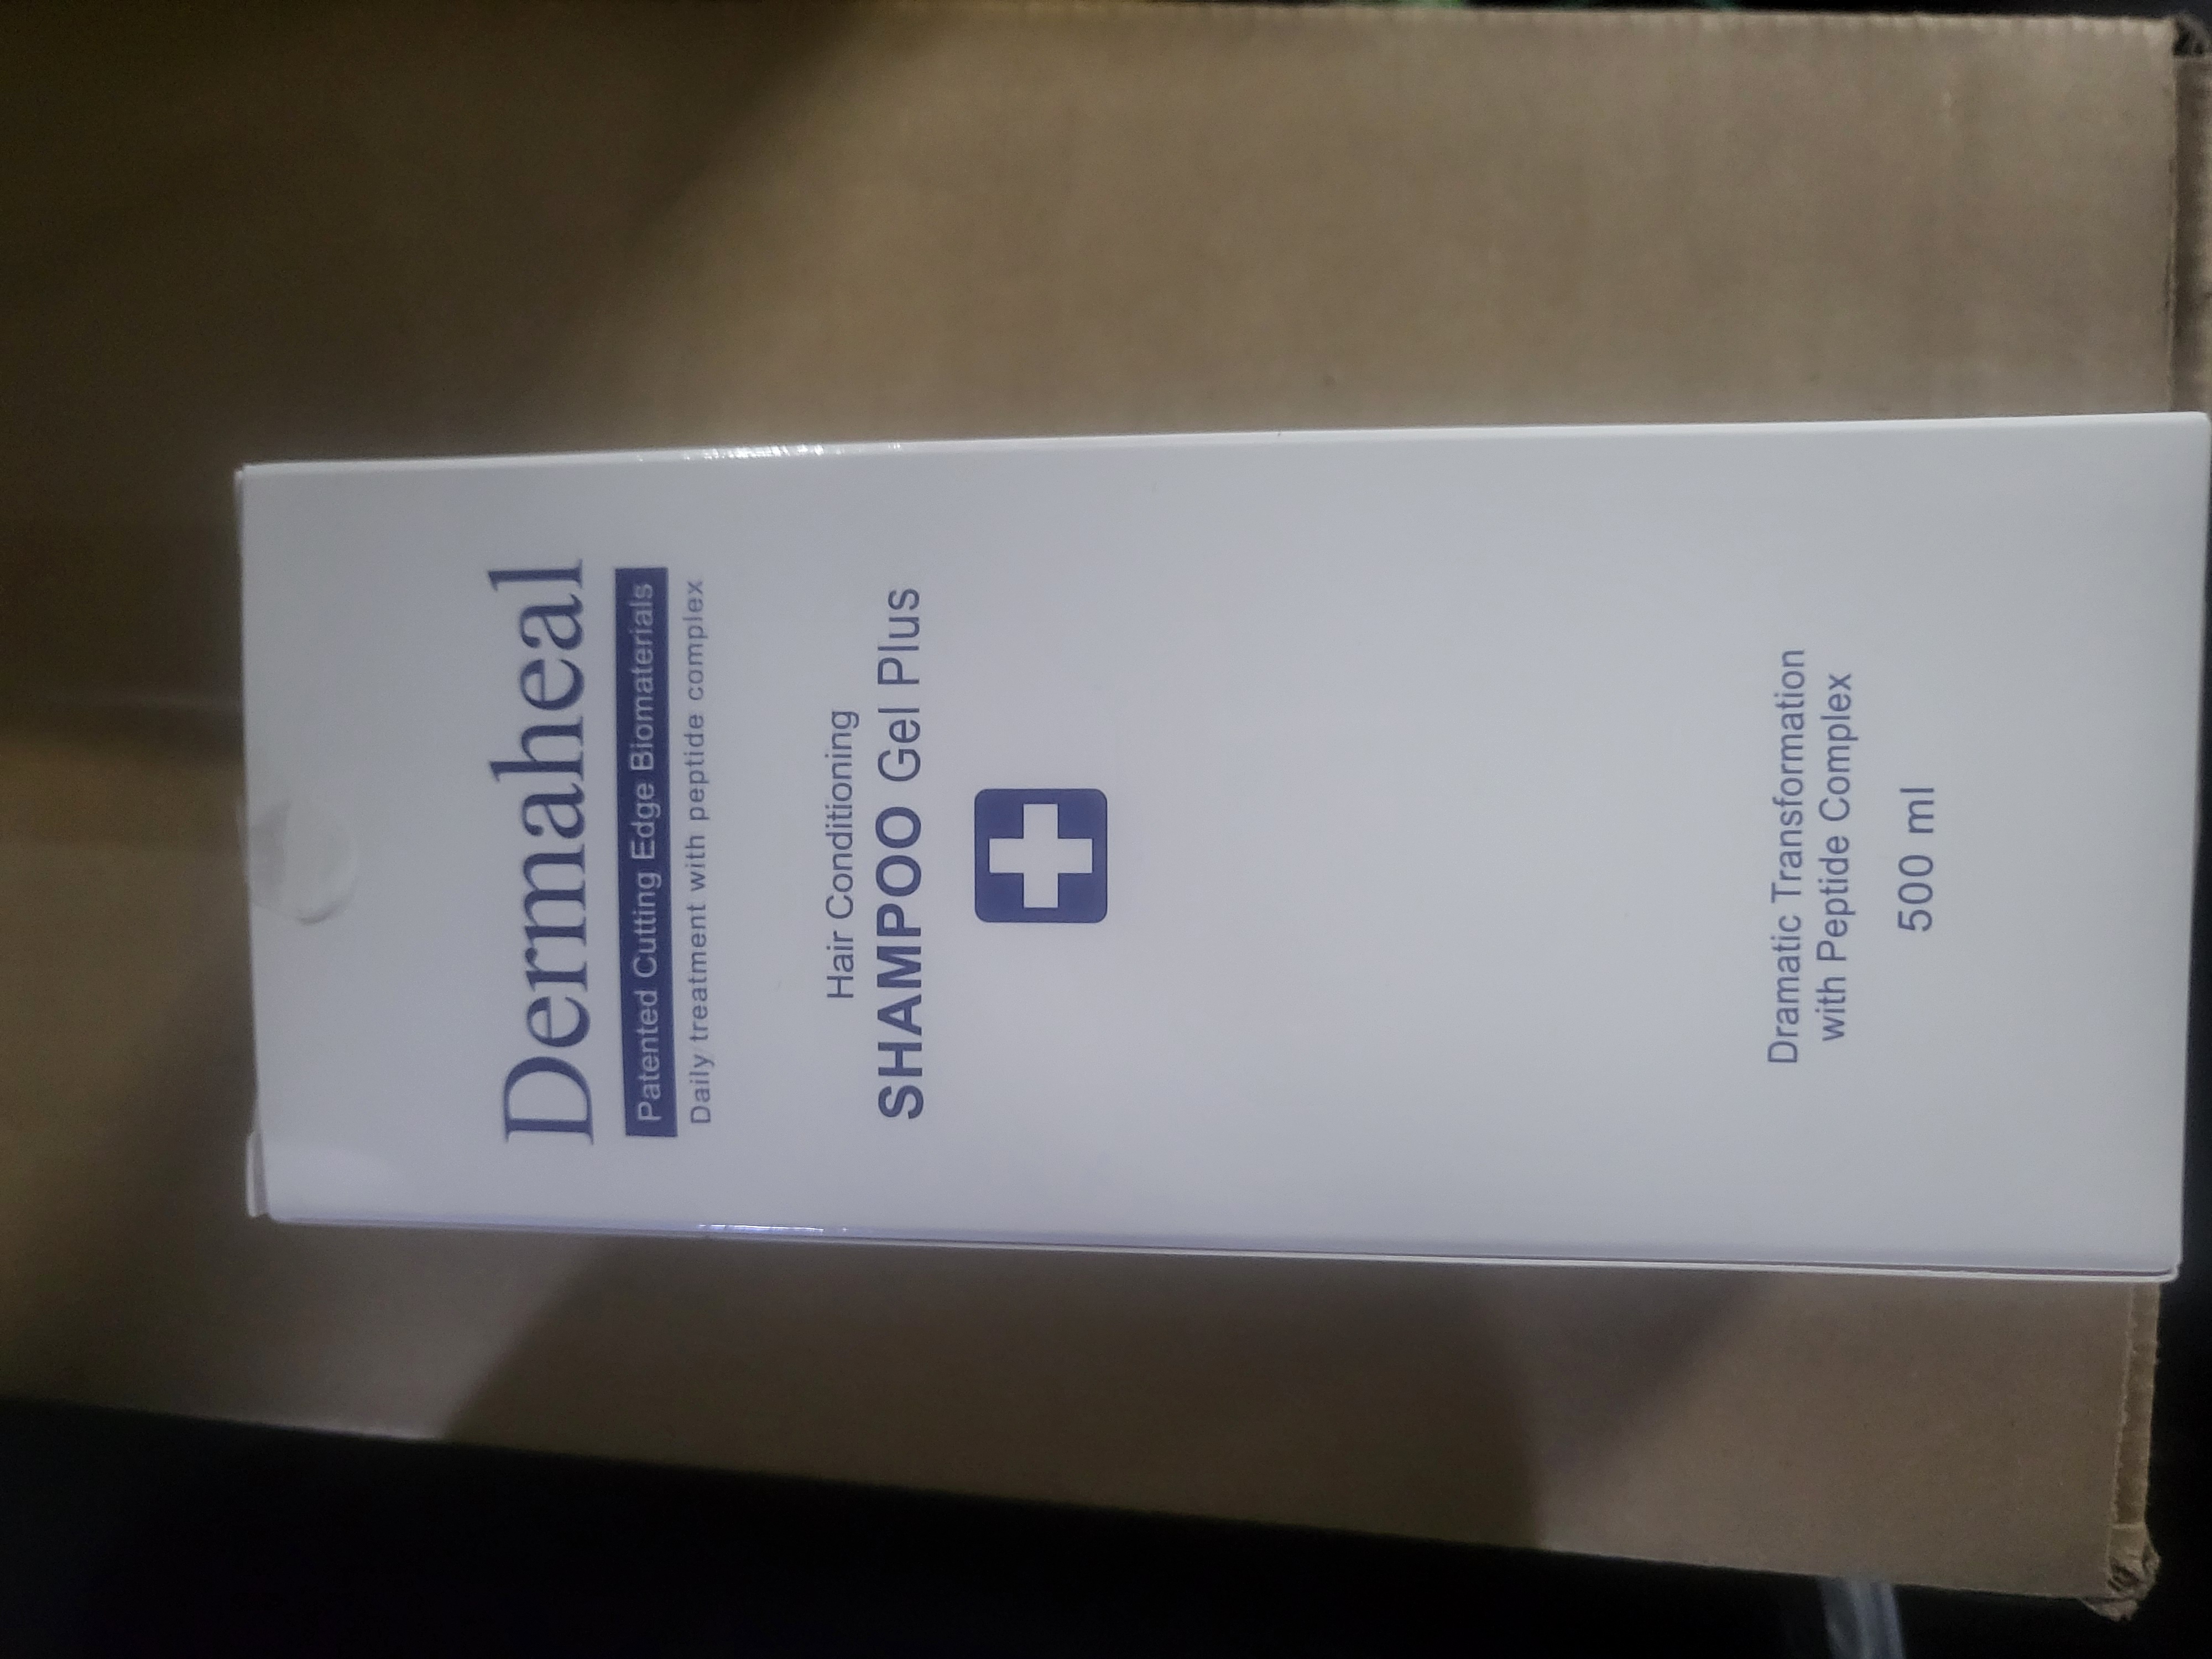 Dermaheal
Patented Cutting Edge Biomaterials
Daily treatment with peptide complex
Hair Conditioning
SHAMPOO Gel Plus
Dramatic Transformation
with Peptide Complex
500 ml